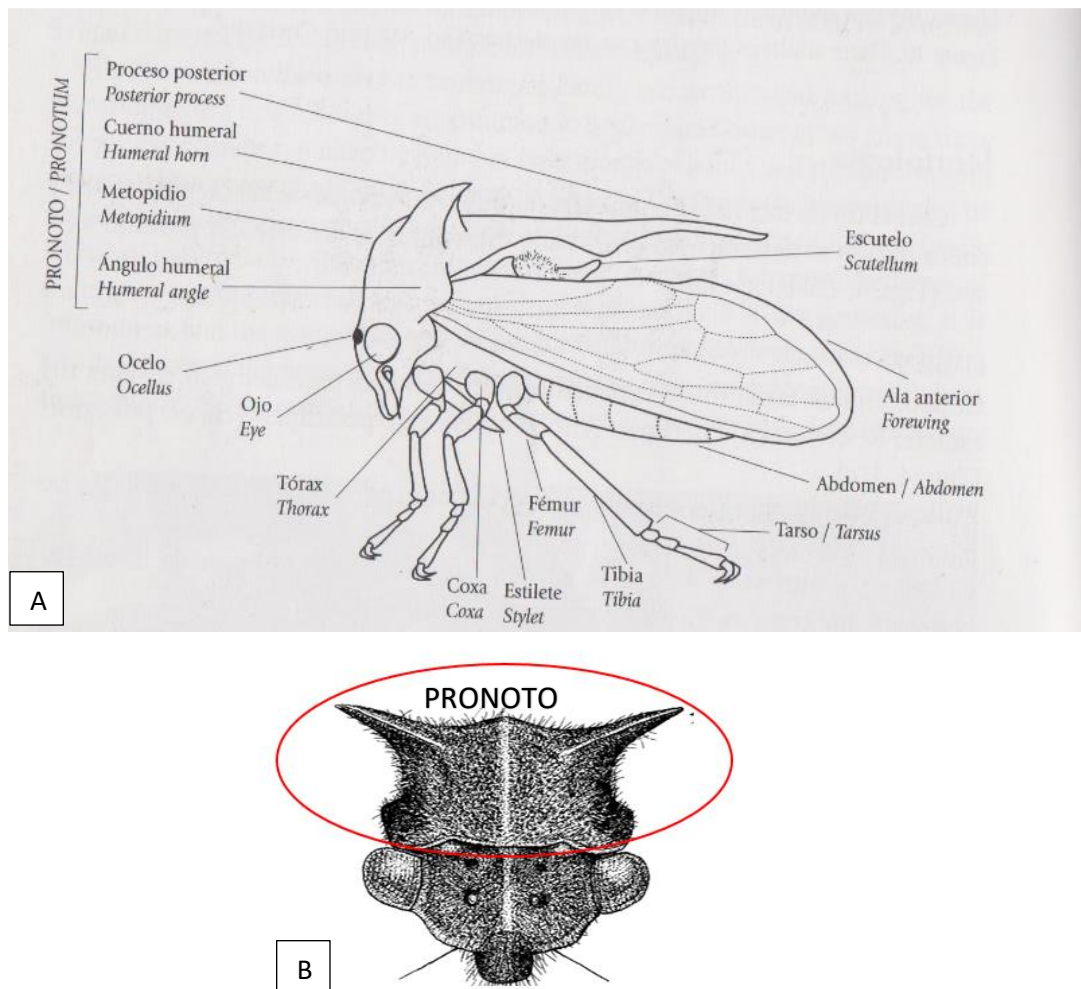 PRONOTO / PRONOTUM
Proceso posterior
Posterior process
Cuerno humeral
Humeral horn
Metopidio
Metopidium
Ángulo humeral
Humeral angle
Ocelo
Ocellus
Ojo
Eye
Tórax
Thorax
Coxa
Coxa
Estilete
Stylet
Fémur
Femur
Tibia
Tibia
Tarso / Tarsus
Abdomen / Abdomen
Ala anterior
Forewing
Escutelo
Scutellum
A
PRONOTO
B